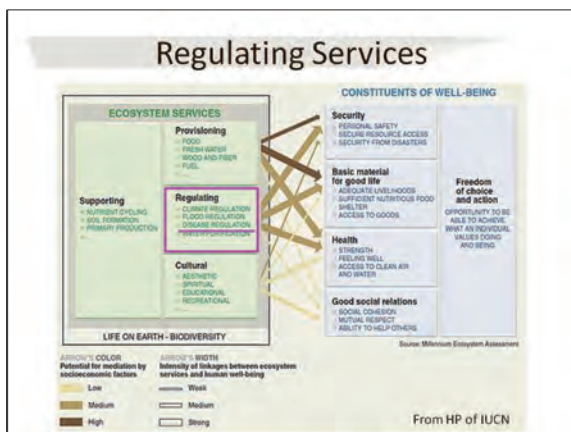 Regulating Services
CONSTITUENTS OF WELL-BEING
ECOSYSTEM SERVICES
Provisioning
FOOD
FRESH WATER
WOOD AND FIBER
FUEL
...
Supporting
NUTRIENT CYCLING
SOIL FORMATION
PRIMARY PRODUCTION
...
Regulating
CLIMATE REGULATION
FLOOD REGULATION
DISEASE REGULATION
WATER PURIFICATION
Cultural
AESTHETIC
SPIRITUAL
EDUCATIONAL
RECREATIONAL
...
LIFE ON EARTH - BIODIVERSITY
Security
PERSONAL SAFETY
SECURE RESOURCE ACCESS
SECURITY FROM DISASTERS
Basic material
for good life
ADEQUATE LIVELIHOODS
SUFFICIENT NUTRITIOUS FOOD
SHELTER
ACCESS TO GOODS
Health
STRENGTH
FEELING WELL
ACCESS TO CLEAN AIR
AND WATER
Good social relations
SOCIAL COHESION
MUTUAL RESPECT
ABILITY TO HELP OTHERS
Freedom
of choice
and action
OPPORTUNITY TO BE
ABLE TO ACHIEVE
WHAT AN INDIVIDUAL
VALUES DOING
AND BEING
Source: Millennium Ecosystem Assessment
ARROW'S COLOR
Potential for mediation by
socioeconomic factors
Low
Medium
High
ARROW'S WIDTH
Intensity of linkages between ecosystem
services and human well-being
Weak
Medium
Strong
From HP of IUCN